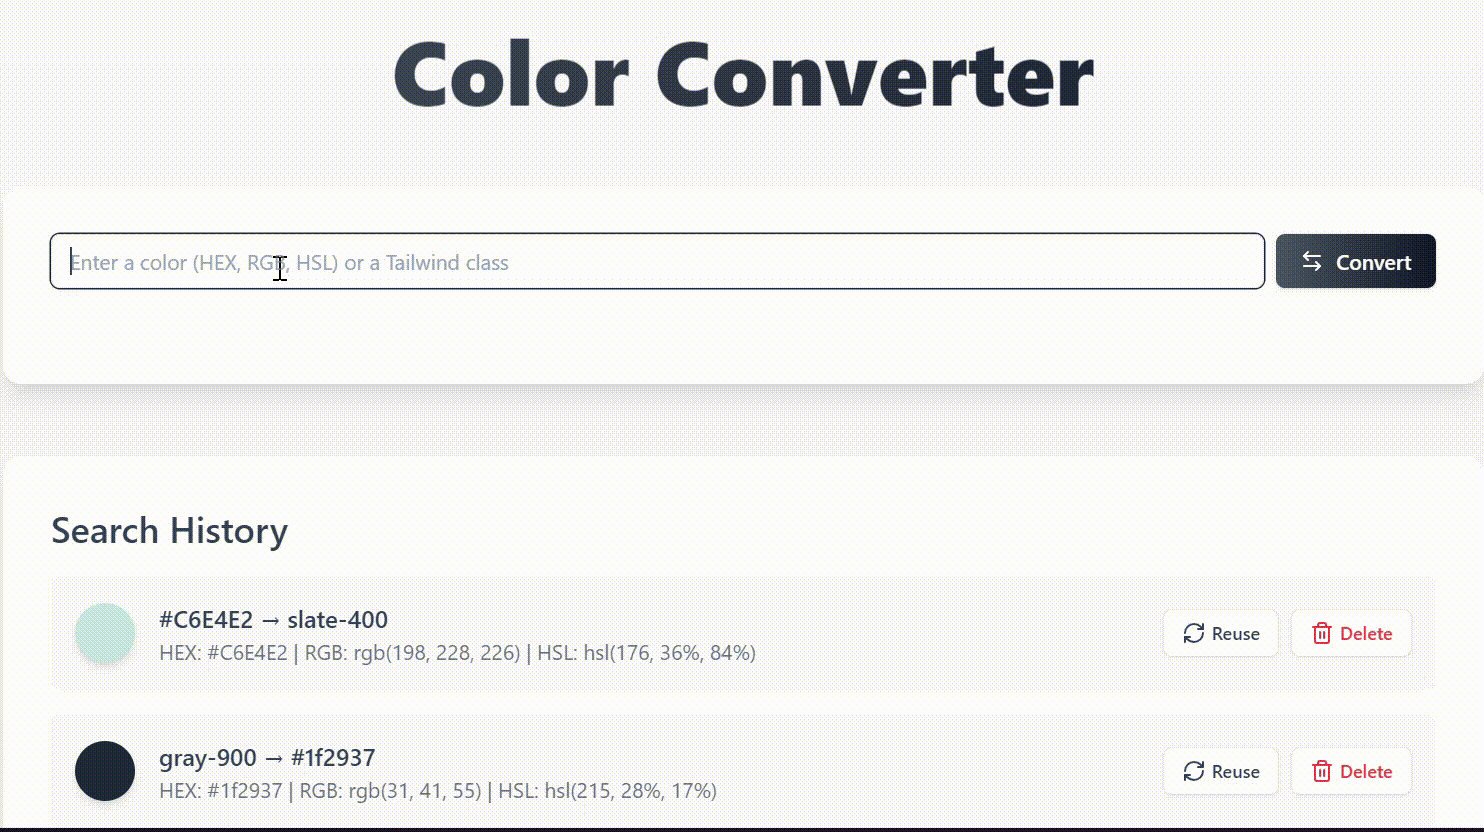 Color Converter
Enter a color (HEX, RGB, HSL) or a Tailwind class
Convert
Search History
#C6E4E2 → slate-400
HEX: #C6E4E2 | RGB: rgb(198, 228, 226) | HSL: hsl(176, 36%, 84%)
Reuse
Delete
gray-900 → #1f2937
HEX: #1f2937 | RGB: rgb(31, 41, 55) | HSL: hsl(215, 28%, 17%)
Reuse
Delete